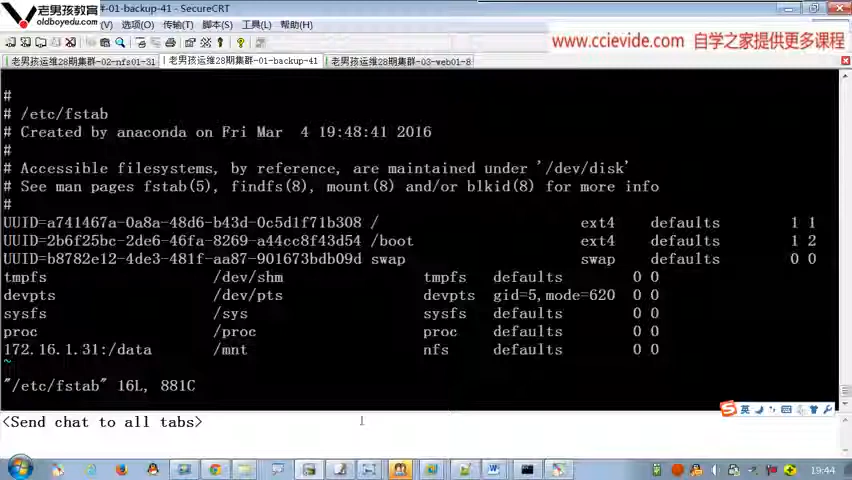 老男孩教育
oldboyedu.com
#-01-backup-41 - SecureCRT
(V) 选项(O) 传输(T) 脚本(S) 工具(L) 帮助(H)
www.ccievide.com 自学之家提供更多课程
老男孩运维28期集群-02-nfs01-31 老男孩运维28期集群-01-backup-41 老男孩运维28期集群-03-web01-8
#
# /etc/fstab
# Created by anaconda on Fri Mar  4 19:48:41 2016
#
# Accessible filesystems, by reference, are maintained under '/dev/disk'
# See man pages fstab(5), findfs(8), mount(8) and/or blkid(8) for more info
#
UUID=a741467a-0a8a-48d6-b43d-0c5d1f71b308 / ext4 defaults 1 1
UUID=2b6f25bc-2de6-46fa-8269-a44cc8f43d54 /boot ext4 defaults 1 2
UUID=b8782e12-4de3-481f-aa87-901673bdb09d swap swap defaults 0 0
tmpfs /dev/shm tmpfs defaults 0 0
devpts /dev/pts devpts gid=5,mode=620 0 0
sysfs /sys sysfs defaults 0 0
proc /proc proc defaults 0 0
172.16.1.31:/data /mnt nfs defaults 0 0
~
"/etc/fstab" 16L, 881C
英
<Send chat to all tabs>
19:44